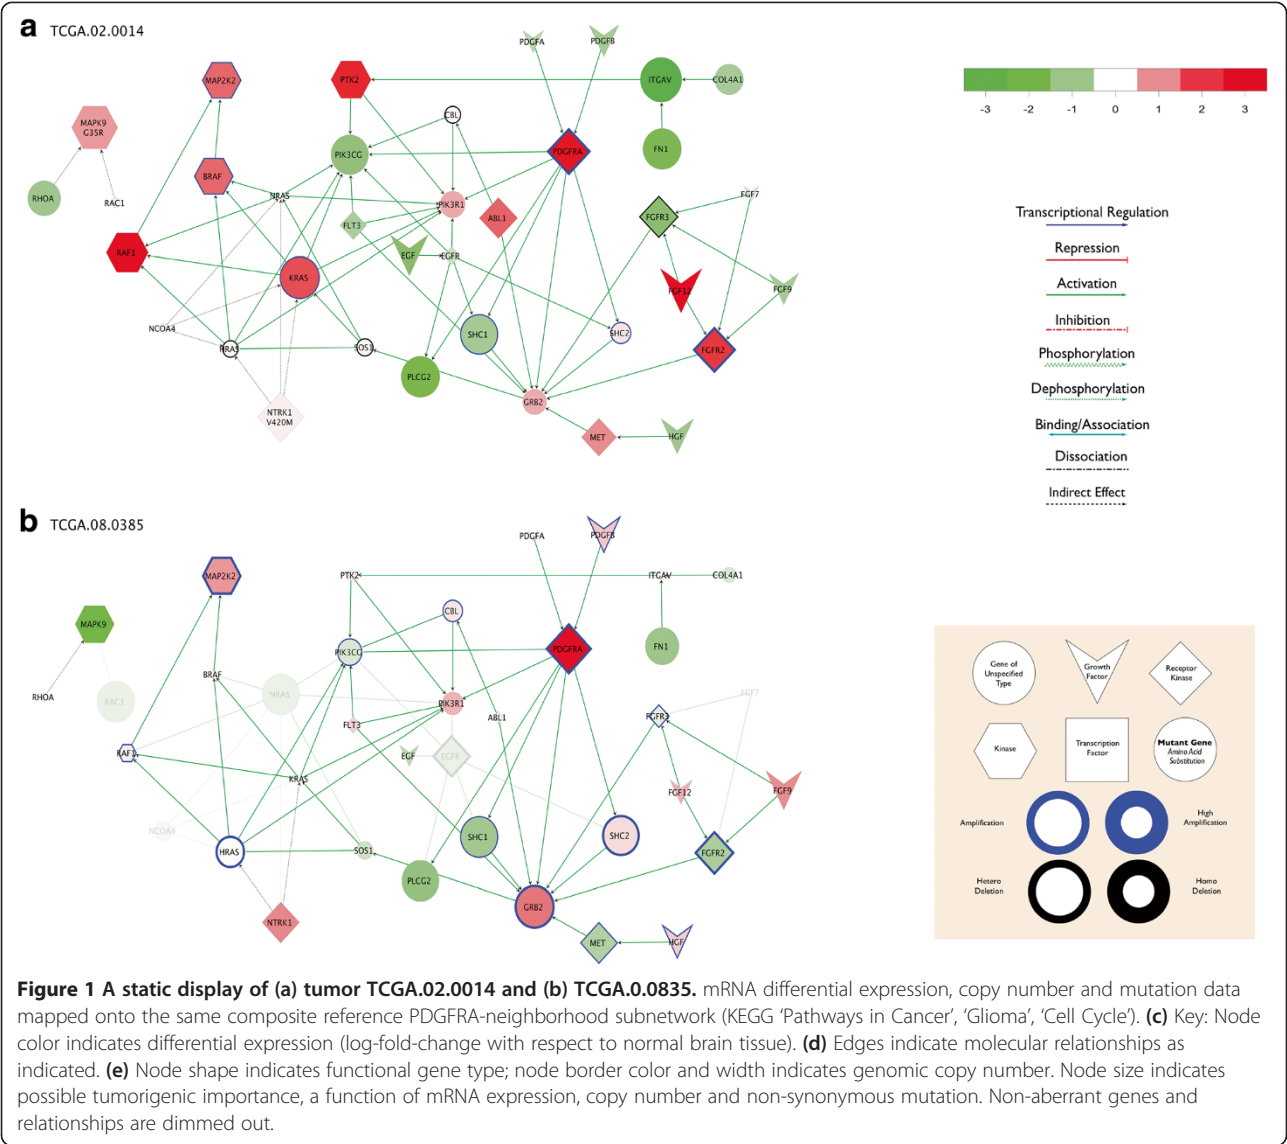 a TCGA.02.0014
PDGFA
PDGFB
MAP2K2
PTK2
ITGAV
COL4A1
MAPK9
G35R
CBL
PIK3CG
PDGFRA
FN1
BRAF
RHOA
RAC1
NRAS
PIK3R1
ABL1
FLT3
FGFR3
FGF7
RAF1
EGF
EGFR
KRAS
FGF12
FGF9
NCOA4
HRAS
SOS1
SHC1
SHC2
FGFR2
PLCG2
GRB2
NTRK1
V420M
MET
HGF
-3 -2 -1 0 1 2 3
Transcriptional Regulation
Repression
Activation
Inhibition
Phosphorylation
Dephosphorylation
Binding/Association
Dissociation
Indirect Effect
b TCGA.08.0385
PDGFA
PDGFB
MAP2K2
PTK2
ITGAV
COL4A1
MAPK9
CBL
PIK3CG
PDGFRA
FN1
BRAF
RHOA
RAC1
NRAS
PIK3R1
ABL1
FLT3
FGF7
RAF1
EGF
EGFR
KRAS
FGF12
FGF9
NCOA4
HRAS
SOS1
SHC1
SHC2
FGFR2
PLCG2
GRB2
NTRK1
MET
HGF
Gene of
Unspecified
Type
Growth
Factor
Receptor
Kinase
Kinase
Transcription
Factor
Mutant Gene
Amino Acid
Substitution
Amplification
High
Amplification
Hetero
Deletion
Homo
Deletion
Figure 1 A static display of (a) tumor TCGA.02.0014 and (b) TCGA.0.0835. mRNA differential expression, copy number and mutation data
mapped onto the same composite reference PDGFRA-neighborhood subnetwork (KEGG ‘Pathways in Cancer’, ‘Glioma’, ‘Cell Cycle’). (c) Key: Node
color indicates differential expression (log-fold-change with respect to normal brain tissue). (d) Edges indicate molecular relationships as
indicated. (e) Node shape indicates functional gene type; node border color and width indicates genomic copy number. Node size indicates
possible tumorigenic importance, a function of mRNA expression, copy number and non-synonymous mutation. Non-aberrant genes and
relationships are dimmed out.